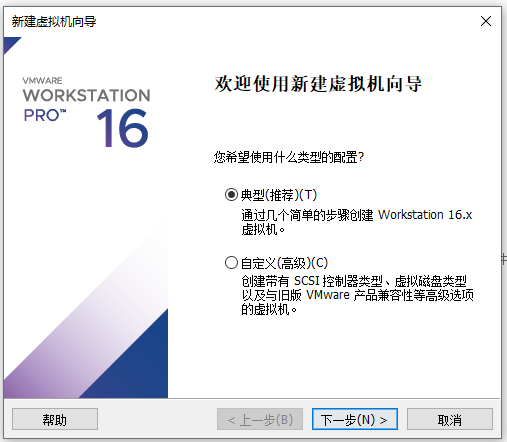 新建虚拟机向导
VMWARE
WORKSTATION
PRO™ 16
欢迎使用新建虚拟机向导
您希望使用什么类型的配置?
典型(推荐)(T)
通过几个简单的步骤创建 Workstation 16.x
虚拟机。
自定义(高级)(C)
创建带有 SCSI 控制器类型、虚拟磁盘类型
以及与旧版 VMware 产品兼容性等高级选项
的虚拟机。
帮助
< 上一步(B)
下一步(N) >
取消